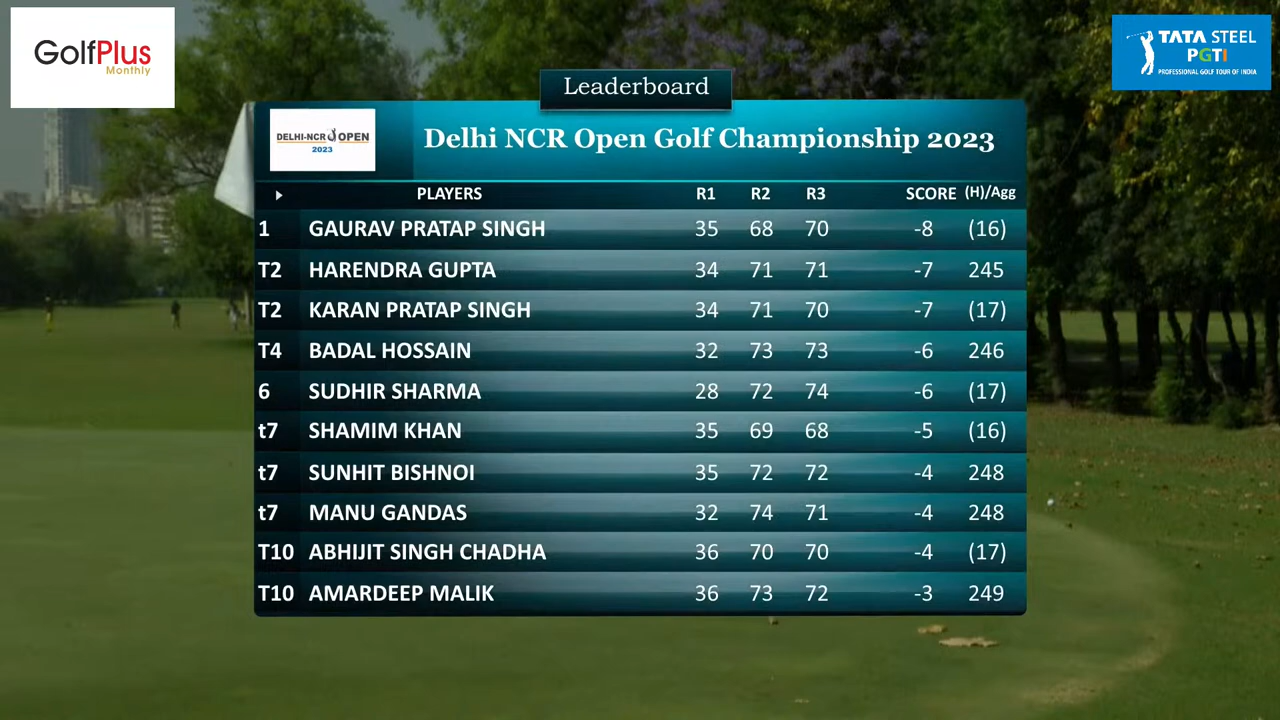 GolfPlus
Monthly
TATA STEEL
PGTI
PROFESSIONAL GOLF TOUR OF INDIA
Leaderboard
DELHI-NCR OPEN
2023
Delhi NCR Open Golf Championship 2023
PLAYERS R1 R2 R3 SCORE (H)/Agg
1 GAURAV PRATAP SINGH 35 68 70 -8 (16)
T2 HARENDRA GUPTA 34 71 71 -7 245
T2 KARAN PRATAP SINGH 34 71 70 -7 (17)
T4 BADAL HOSSAIN 32 73 73 -6 246
6 SUDHIR SHARMA 28 72 74 -6 (17)
t7 SHAMIM KHAN 35 69 68 -5 (16)
t7 SUNHIT BISHNOI 35 72 72 -4 248
t7 MANU GANDAS 32 74 71 -4 248
T10 ABHIJIT SINGH CHADHA 36 70 70 -4 (17)
T10 AMARDEEP MALIK 36 73 72 -3 249